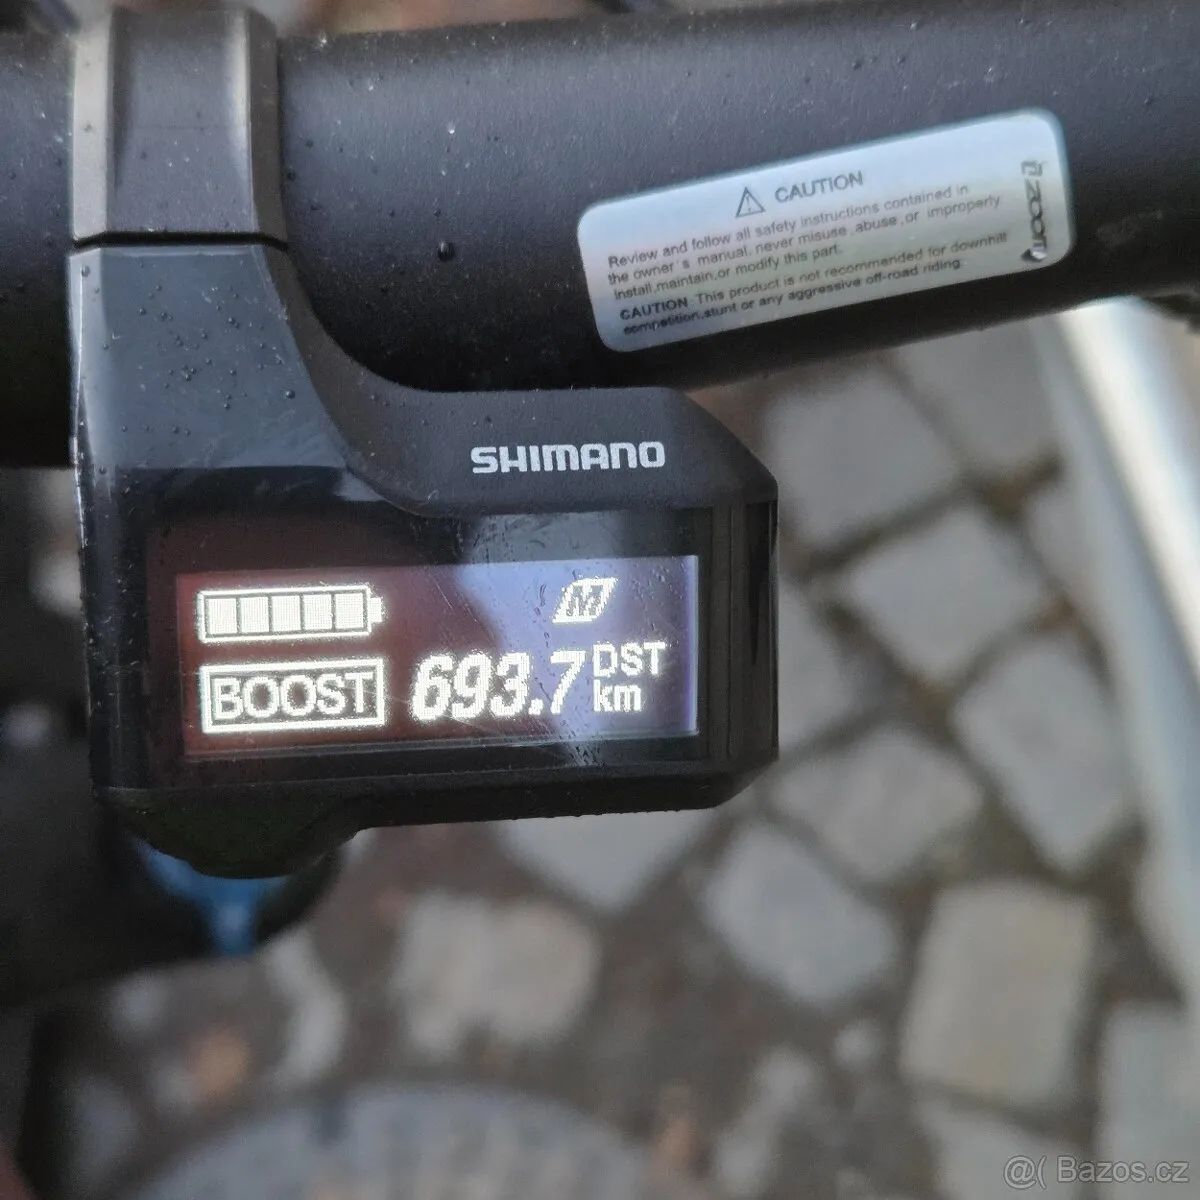 CAUTION
Review and follow all safety instructions contained in
the owner's manual. never misuse ,abuse ,or improperly
install,maintain,or modify this part.
CAUTION This product is not recommended for downhill
competition,stunt or any aggressive off-road riding.
ZOOM
SHIMANO
M
BOOST 693.7 DST
km
@( Bazos.cz